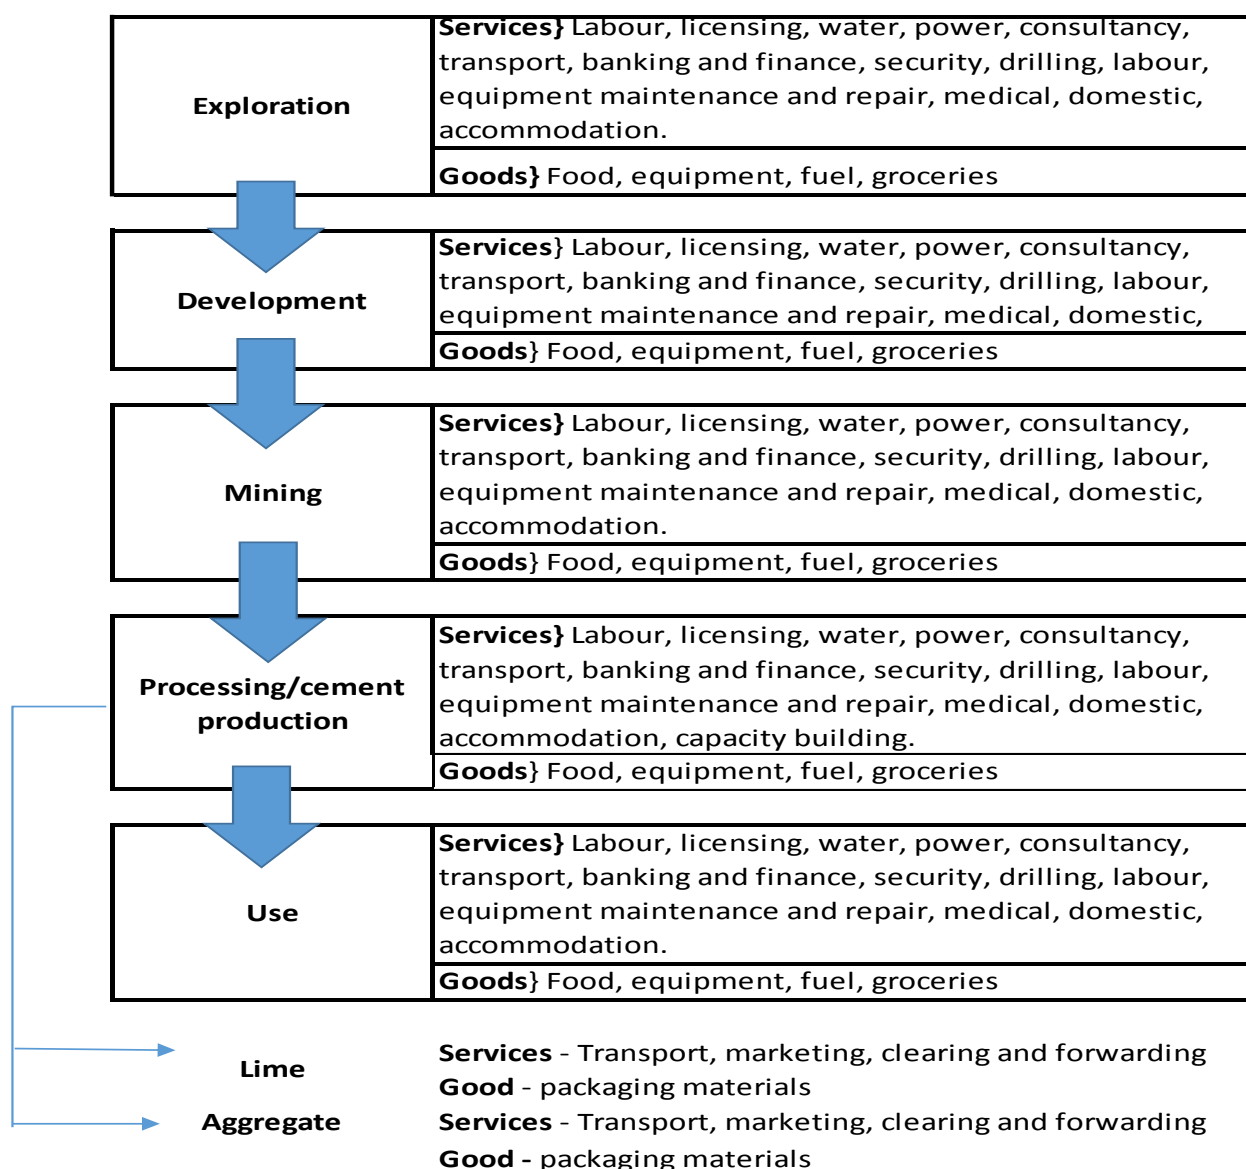 Exploration
Services} Labour, licensing, water, power, consultancy,
transport, banking and finance, security, drilling, labour,
equipment maintenance and repair, medical, domestic,
accommodation.
Goods} Food, equipment, fuel, groceries
Development
Services} Labour, licensing, water, power, consultancy,
transport, banking and finance, security, drilling, labour,
equipment maintenance and repair, medical, domestic,
Goods} Food, equipment, fuel, groceries
Mining
Services} Labour, licensing, water, power, consultancy,
transport, banking and finance, security, drilling, labour,
equipment maintenance and repair, medical, domestic,
accommodation.
Goods} Food, equipment, fuel, groceries
Processing/cement
production
Services} Labour, licensing, water, power, consultancy,
transport, banking and finance, security, drilling, labour,
equipment maintenance and repair, medical, domestic,
accommodation, capacity building.
Goods} Food, equipment, fuel, groceries
Use
Services} Labour, licensing, water, power, consultancy,
transport, banking and finance, security, drilling, labour,
equipment maintenance and repair, medical, domestic,
accommodation.
Goods} Food, equipment, fuel, groceries
Lime
Services - Transport, marketing, clearing and forwarding
Good - packaging materials
Aggregate
Services - Transport, marketing, clearing and forwarding
Good - packaging materials